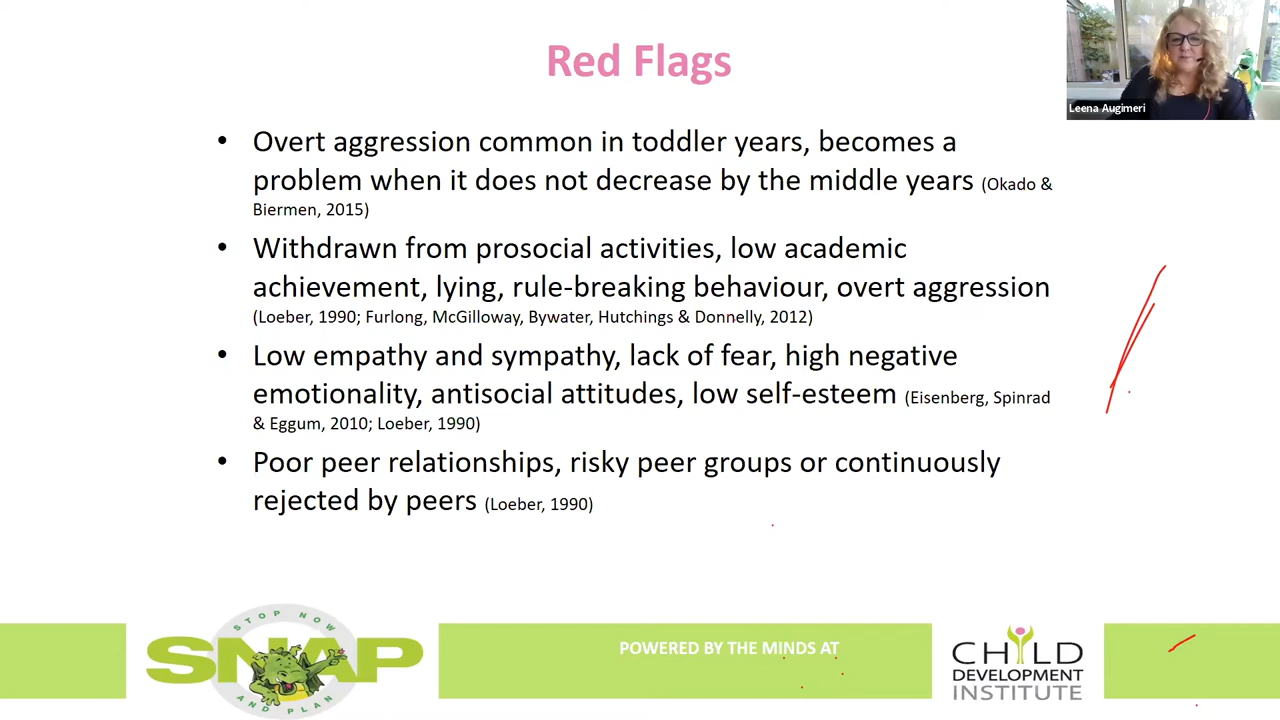 Red Flags
Leena Augimeri
• Overt aggression common in toddler years, becomes a
problem when it does not decrease by the middle years (Okado &
Biermen, 2015)
• Withdrawn from prosocial activities, low academic
achievement, lying, rule-breaking behaviour, overt aggression
(Loeber, 1990; Furlong, McGilloway, Bywater, Hutchings & Donnelly, 2012)
• Low empathy and sympathy, lack of fear, high negative
emotionality, antisocial attitudes, low self-esteem (Eisenberg, Spinrad
& Eggum, 2010; Loeber, 1990)
• Poor peer relationships, risky peer groups or continuously
rejected by peers (Loeber, 1990)
STOP NOW
SNAP
AND PLAN
POWERED BY THE MINDS AT
CHILD
DEVELOPMENT
INSTITUTE